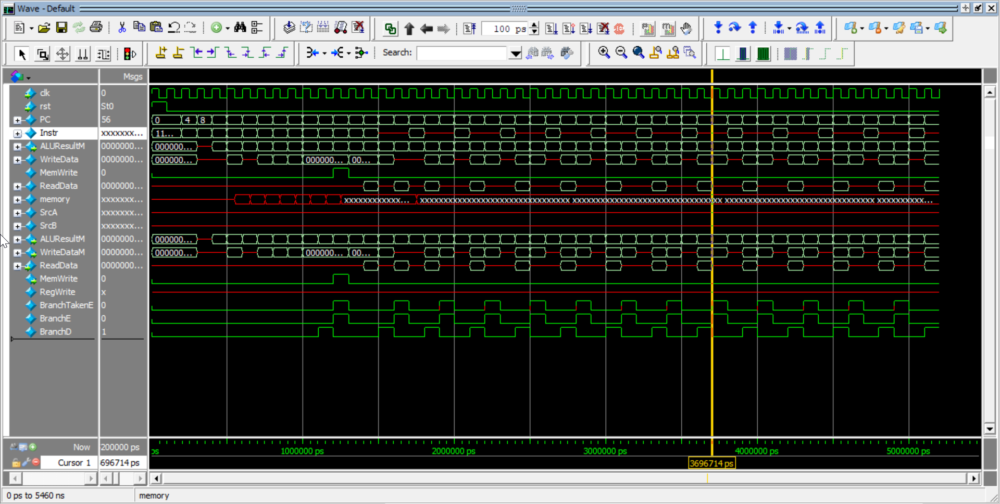 Wave - Default
100 ps
Search:
Msgs
clk 0
rst St0
PC 56 0 4 8
Instr xxxxxxx... 11...
ALUResultM 0000000... 000000...
WriteData 0000000... 000000... 000000... 00...
MemWrite 0
ReadData 0000000...
memory xxxxxxx... xxxxxxxxxxxx...
SrcA xxxxxxx...
SrcB xxxxxxx...
ALUResultM 0000000... 000000...
WriteDataM 0000000... 000000... 000000... 00...
ReadData 0000000...
MemWrite 0
RegWrite x
BranchTakenE 0
BranchE 0
BranchD 1
Now 200000 ps ps 1000000 ps 2000000 ps 3000000 ps 4000000 ps 5000000 ps
Cursor 1 696714 ps 3696714 ps
0 ps to 5460 ns memory